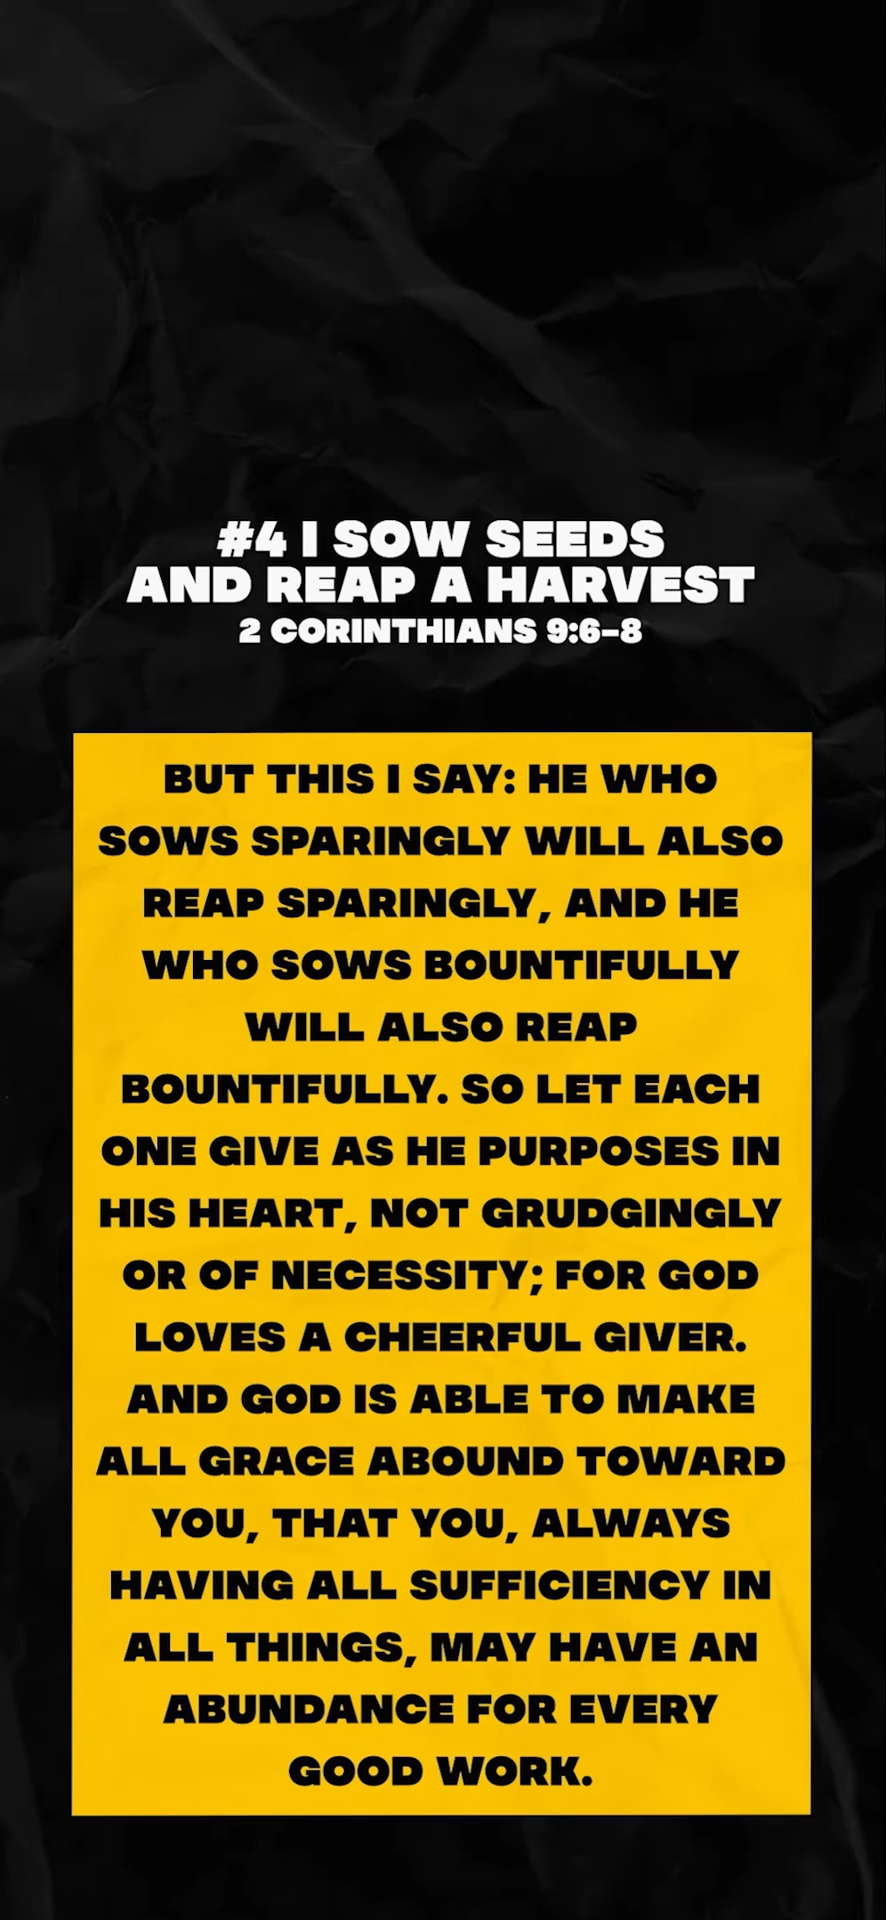 #4 I SOW SEEDS
AND REAP A HARVEST
2 CORINTHIANS 9:6-8
BUT THIS I SAY: HE WHO
SOWS SPARINGLY WILL ALSO
REAP SPARINGLY, AND HE
WHO SOWS BOUNTIFULLY
WILL ALSO REAP
BOUNTIFULLY. SO LET EACH
ONE GIVE AS HE PURPOSES IN
HIS HEART, NOT GRUDGINGLY
OR OF NECESSITY; FOR GOD
LOVES A CHEERFUL GIVER.
AND GOD IS ABLE TO MAKE
ALL GRACE ABOUND TOWARD
YOU, THAT YOU, ALWAYS
HAVING ALL SUFFICIENCY IN
ALL THINGS, MAY HAVE AN
ABUNDANCE FOR EVERY
GOOD WORK.